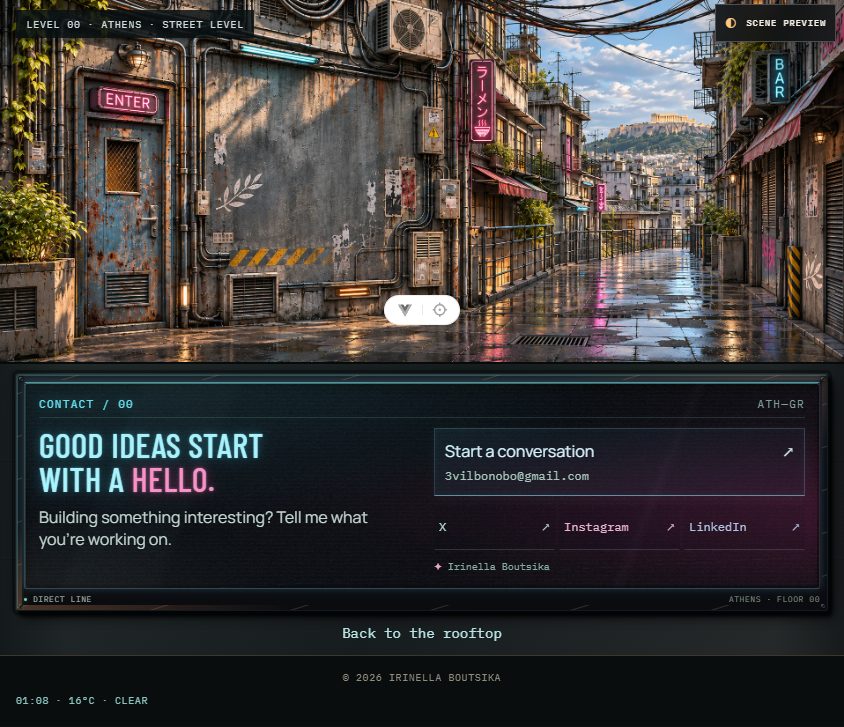 LEVEL 00 · ATHENS · STREET LEVEL
SCENE PREVIEW
ENTER
ラーメン
BAR
CONTACT / 00
ATH—GR
GOOD IDEAS START
WITH A HELLO.
Building something interesting? Tell me what
you're working on.
Start a conversation ↗
3vilbonobo@gmail.com
X ↗
Instagram ↗
LinkedIn ↗
✦ Irinella Boutsika
• DIRECT LINE
ATHENS · FLOOR 00
Back to the rooftop
© 2026 IRINELLA BOUTSIKA
01:08 · 16°C · CLEAR